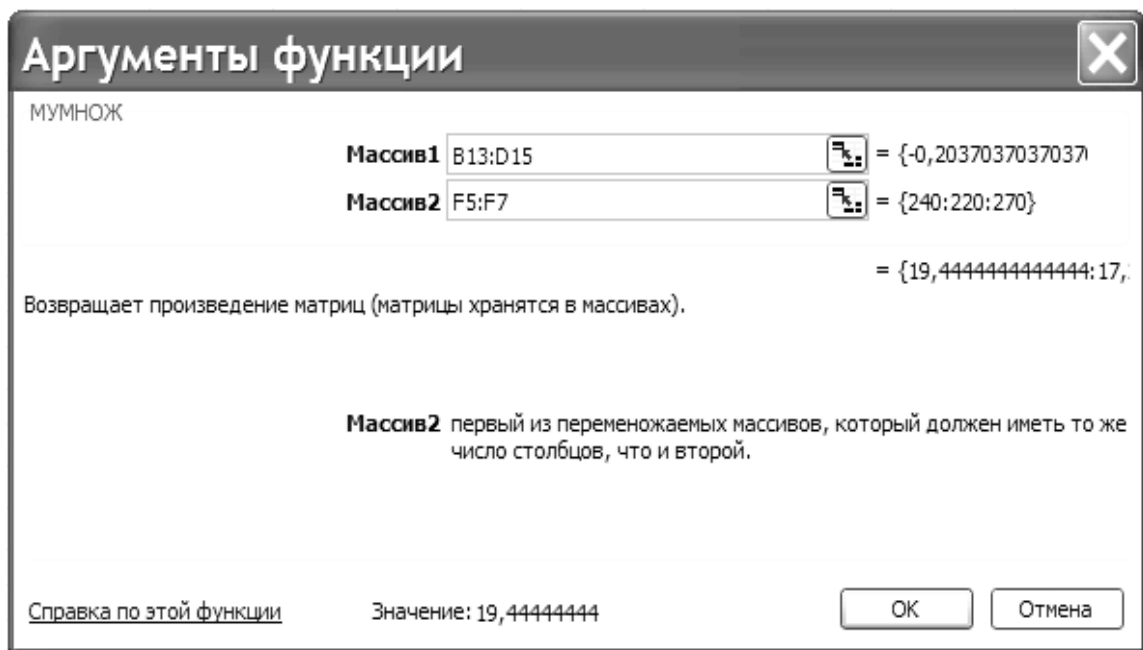 Аргументы функции
МУМНОЖ
Массив1 B13:D15 = {-0,2037037037037
Массив2 F5:F7 = {240:220:270}
= {19,4444444444444:17,
Возвращает произведение матриц (матрицы хранятся в массивах).
Массив2 первый из переменожаемых массивов, который должен иметь то же
число столбцов, что и второй.
Справка по этой функции Значение: 19,44444444 OK Отмена